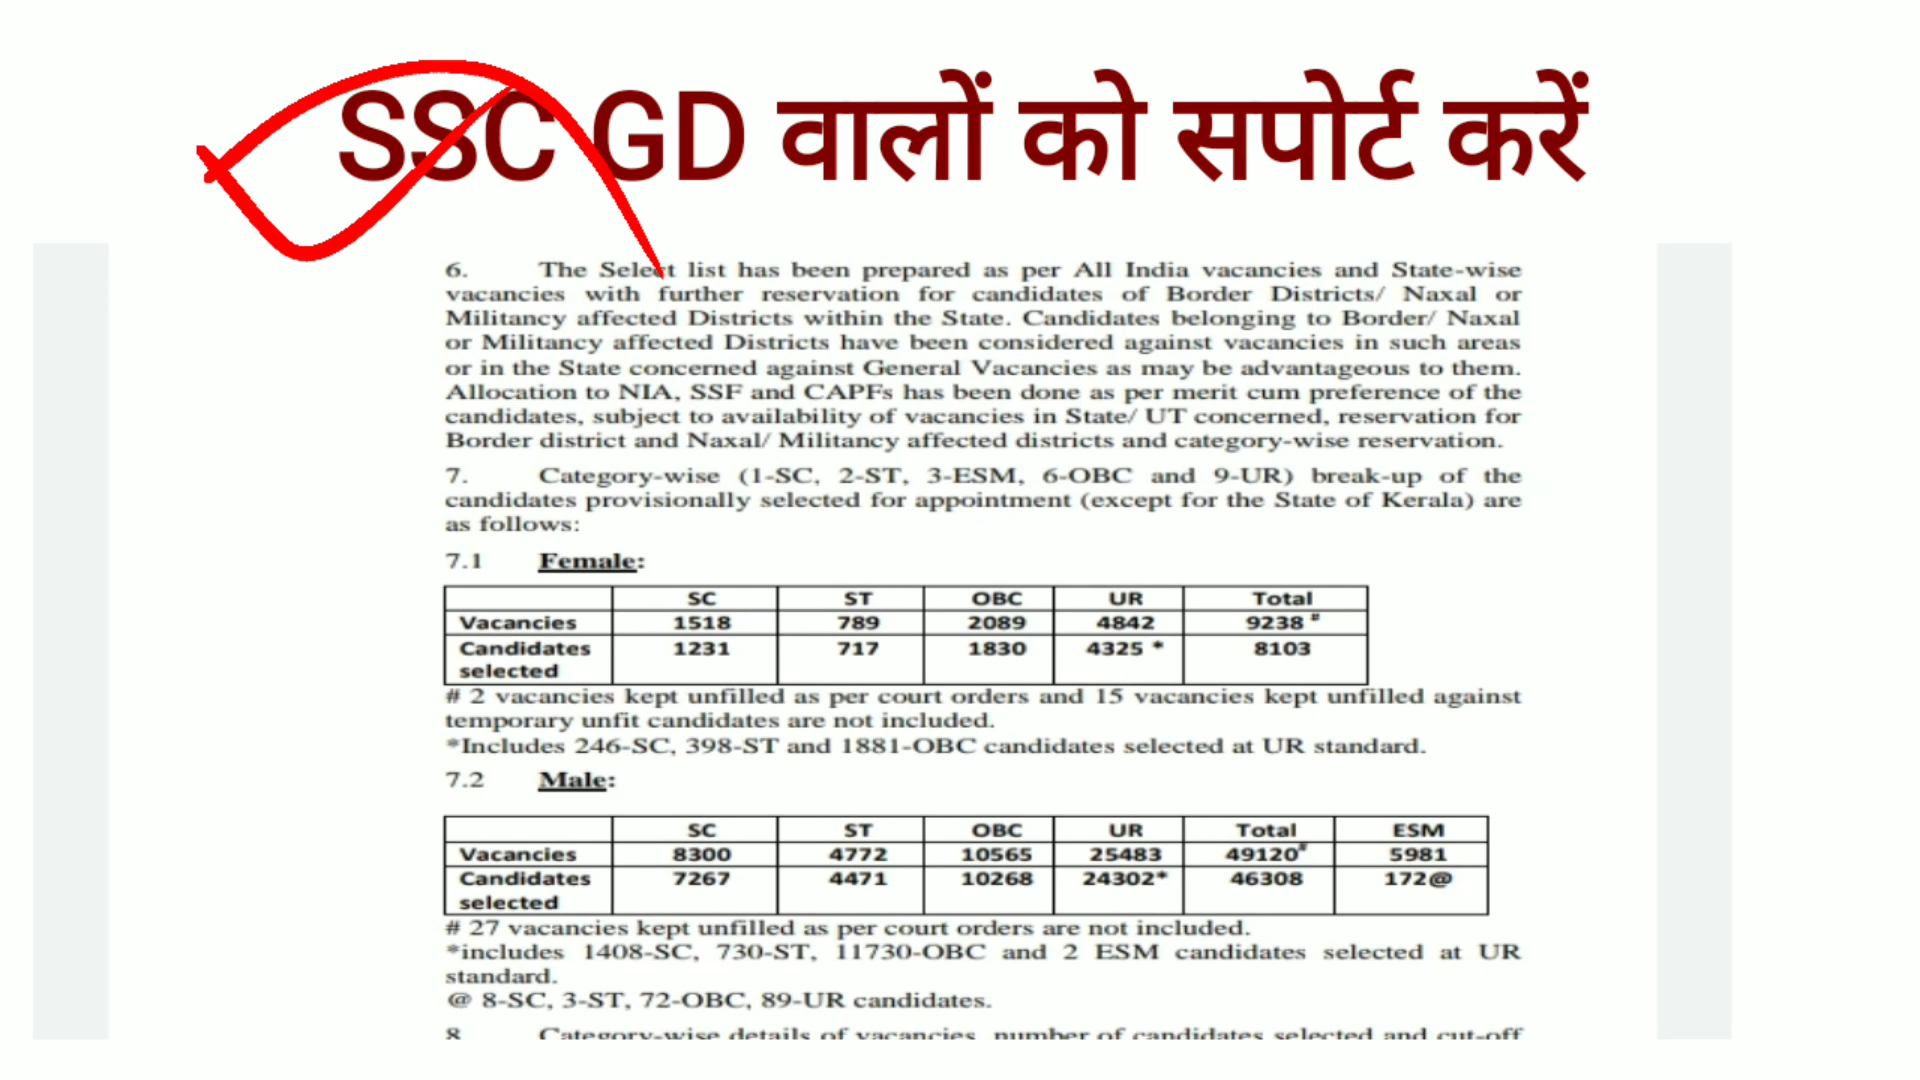 SSC GD वालों को सपोर्ट करें
6. The Select list has been prepared as per All India vacancies and State-wise
vacancies with further reservation for candidates of Border Districts/ Naxal or
Militancy affected Districts within the State. Candidates belonging to Border/ Naxal
or Militancy affected Districts have been considered against vacancies in such areas
or in the State concerned against General Vacancies as may be advantageous to them.
Allocation to NIA, SSF and CAPFs has been done as per merit cum preference of the
candidates, subject to availability of vacancies in State/ UT concerned, reservation for
Border district and Naxal/ Militancy affected districts and category-wise reservation.
7. Category-wise (1-SC, 2-ST, 3-ESM, 6-OBC and 9-UR) break-up of the
candidates provisionally selected for appointment (except for the State of Kerala) are
as follows:
7.1 Female:
SC ST OBC UR Total
Vacancies 1518 789 2089 4842 9238 #
Candidates selected 1231 717 1830 4325 * 8103
# 2 vacancies kept unfilled as per court orders and 15 vacancies kept unfilled against
temporary unfit candidates are not included.
*Includes 246-SC, 398-ST and 1881-OBC candidates selected at UR standard.
7.2 Male:
SC ST OBC UR Total ESM
Vacancies 8300 4772 10565 25483 49120# 5981
Candidates selected 7267 4471 10268 24302* 46308 172@
# 27 vacancies kept unfilled as per court orders are not included.
*includes 1408-SC, 730-ST, 11730-OBC and 2 ESM candidates selected at UR
standard.
@ 8-SC, 3-ST, 72-OBC, 89-UR candidates.
8 Category-wise details of vacancies, number of candidates selected and cut-off